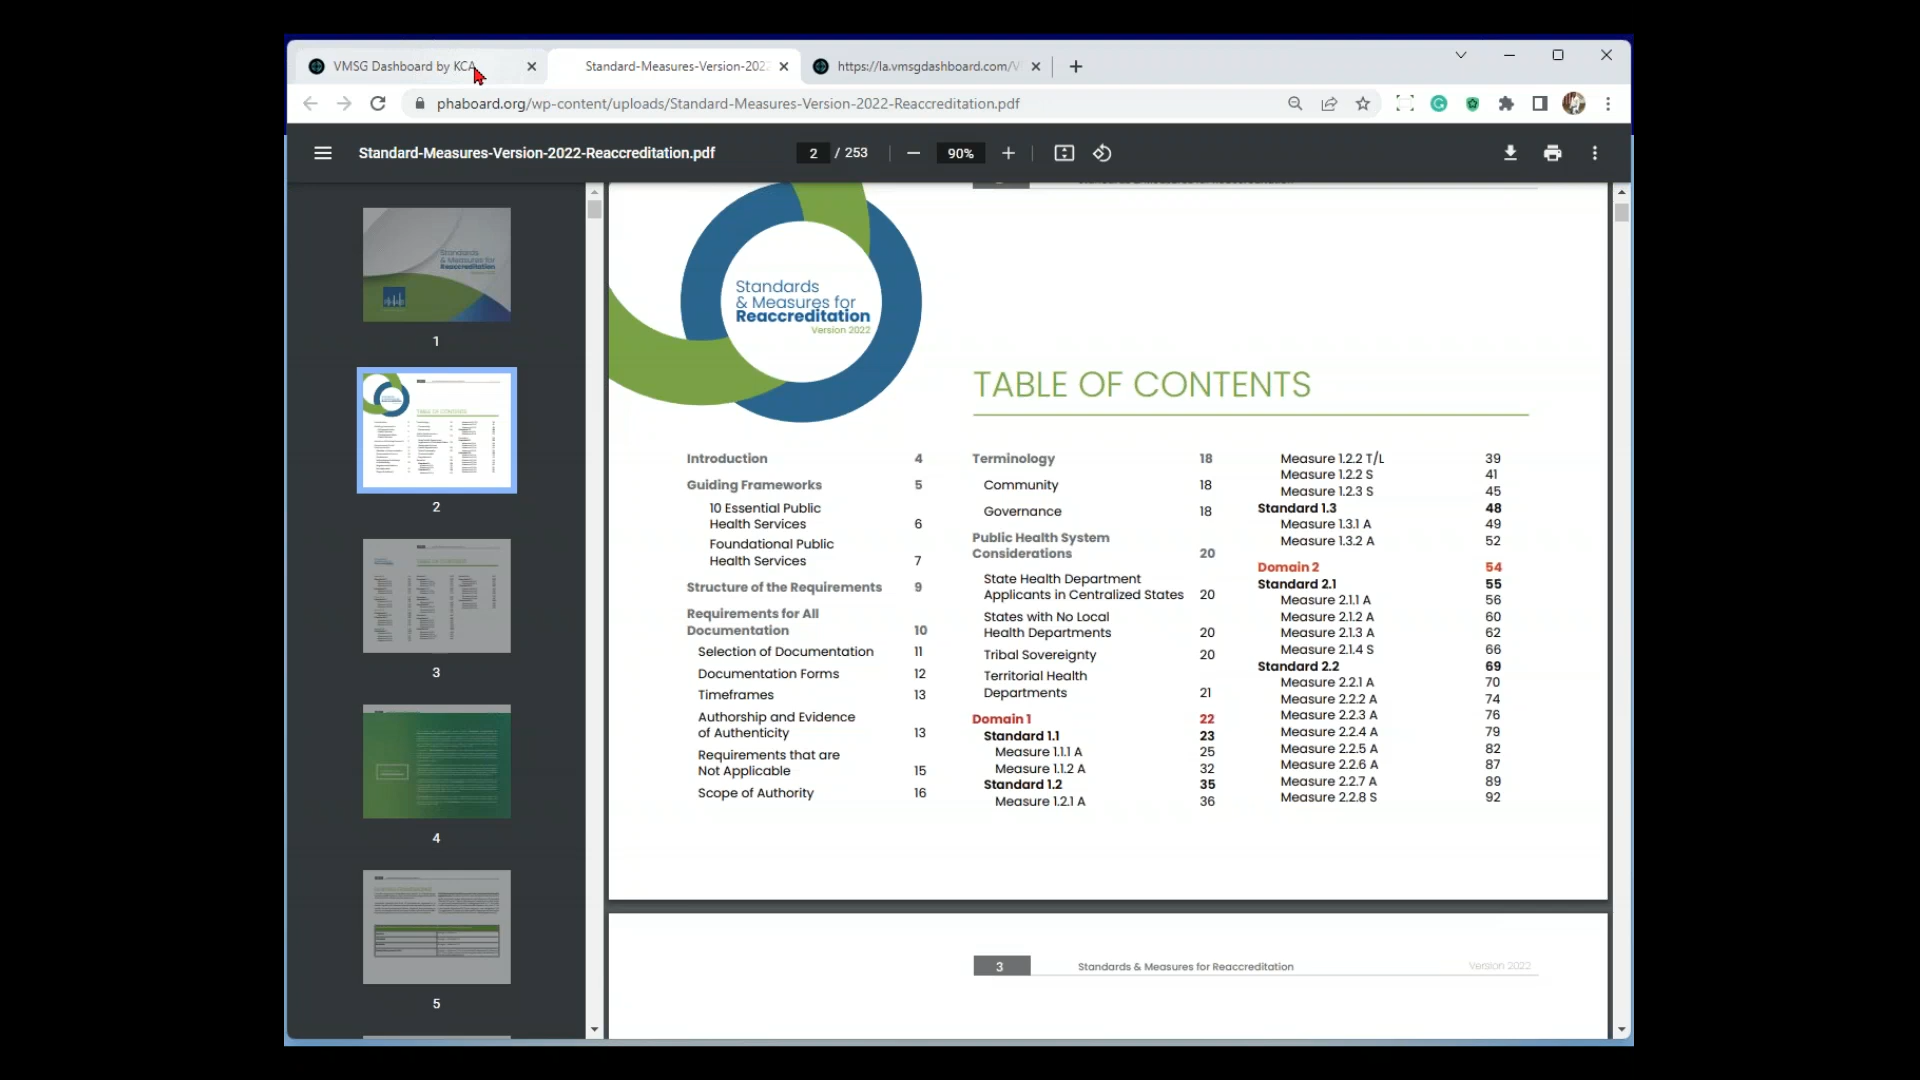 VMSG Dashboard by KCA
Standard-Measures-Version-202
https://la.vmsgdashboard.com/V
phaboard.org/wp-content/uploads/Standard-Measures-Version-2022-Reaccreditation.pdf
Standard-Measures-Version-2022-Reaccreditation.pdf
2 / 253
90%
Standards
& Measures for
Reaccreditation
1
TABLE OF CONTENTS
2
3
4
5
Standards
& Measures for
Reaccreditation
Version 2022
TABLE OF CONTENTS
Introduction 4
Guiding Frameworks 5
10 Essential Public
Health Services 6
Foundational Public
Health Services 7
Structure of the Requirements 9
Requirements for All
Documentation 10
Selection of Documentation 11
Documentation Forms 12
Timeframes 13
Authorship and Evidence
of Authenticity 13
Requirements that are
Not Applicable 15
Scope of Authority 16
Terminology 18
Community 18
Governance 18
Public Health System
Considerations 20
State Health Department
Applicants in Centralized States 20
States with No Local
Health Departments 20
Tribal Sovereignty 20
Territorial Health
Departments 21
Domain 1 22
Standard 1.1 23
Measure 1.1.1 A 25
Measure 1.1.2 A 32
Standard 1.2 35
Measure 1.2.1 A 36
Measure 1.2.2 T/L 39
Measure 1.2.2 S 41
Measure 1.2.3 S 45
Standard 1.3 48
Measure 1.3.1 A 49
Measure 1.3.2 A 52
Domain 2 54
Standard 2.1 55
Measure 2.1.1 A 56
Measure 2.1.2 A 60
Measure 2.1.3 A 62
Measure 2.1.4 S 66
Standard 2.2 69
Measure 2.2.1 A 70
Measure 2.2.2 A 74
Measure 2.2.3 A 76
Measure 2.2.4 A 79
Measure 2.2.5 A 82
Measure 2.2.6 A 87
Measure 2.2.7 A 89
Measure 2.2.8 S 92
3 Standards & Measures for Reaccreditation Version 2022